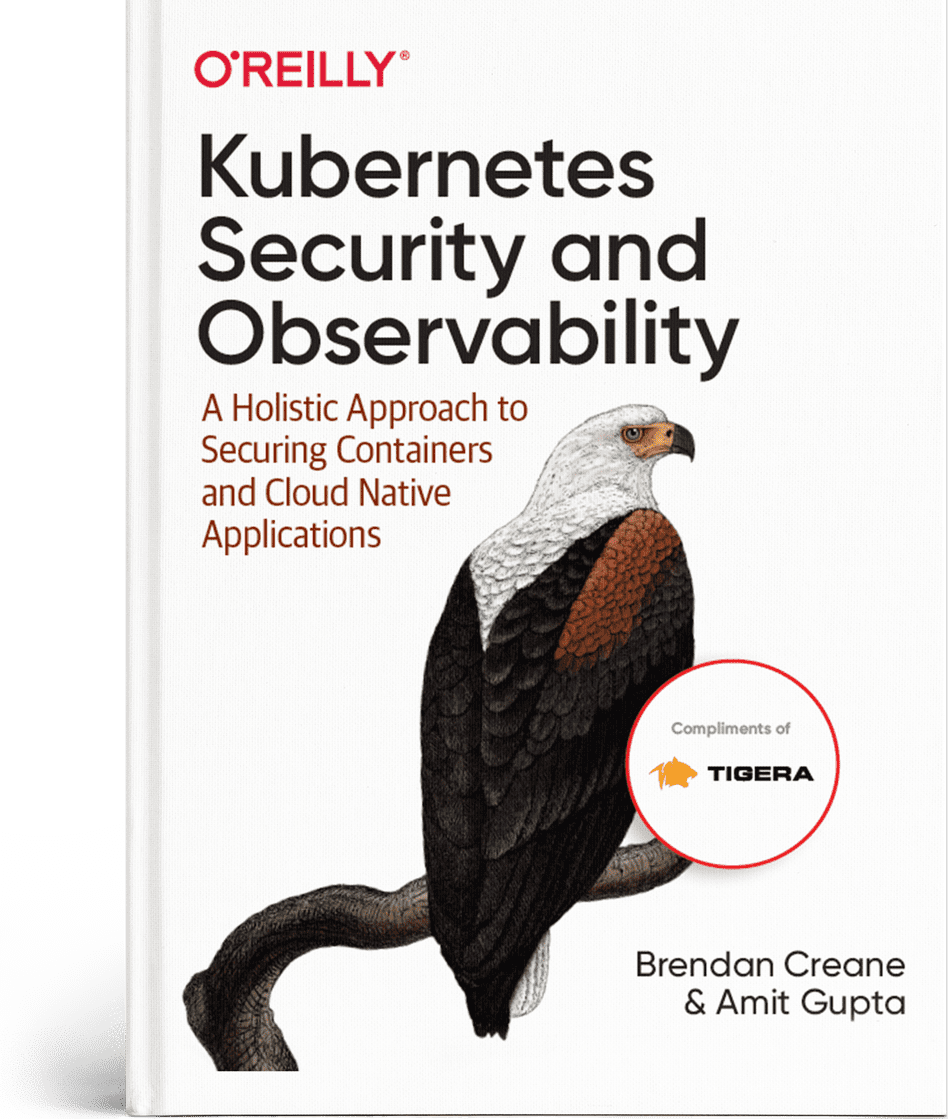 O'REILLY®
Kubernetes
Security and
Observability
A Holistic Approach to
Securing Containers
and Cloud Native
Applications
Compliments of
TIGERA
Brendan Creane
& Amit Gupta